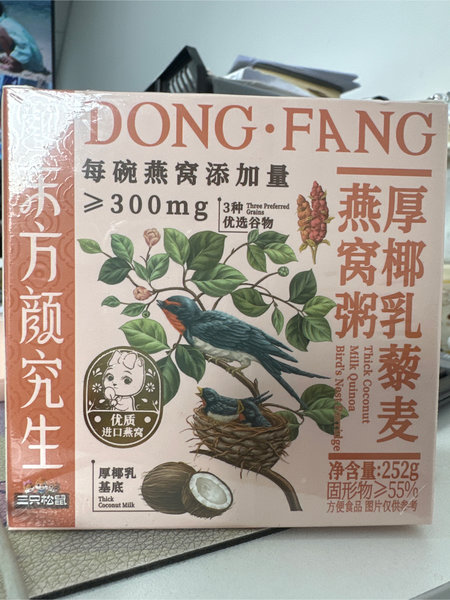 DONG·FANG
东方颜究生
每碗燕窝添加量
≥300mg
3种
优选谷物
Three Preferred
Grains
厚椰乳藜麦
燕窝粥
Thick Coconut
Milk Quinoa
Bird's Nest
优质
进口燕窝
厚椰乳
基底
Thick
Coconut Milk
净含量:252g
固形物≥55%
方便食品 图片仅供参考
三只松鼠